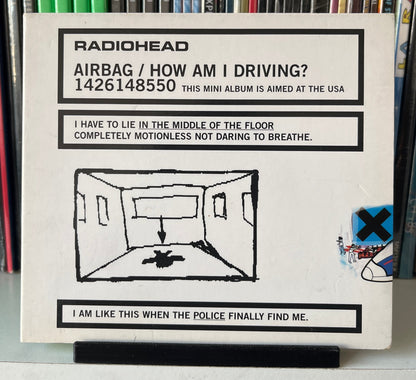 RADIOHEAD
AIRBAG / HOW AM I DRIVING?
1426148550 THIS MINI ALBUM IS AIMED AT THE USA
I HAVE TO LIE IN THE MIDDLE OF THE FLOOR
COMPLETELY MOTIONLESS NOT DARING TO BREATHE.
I AM LIKE THIS WHEN THE POLICE FINALLY FIND ME.